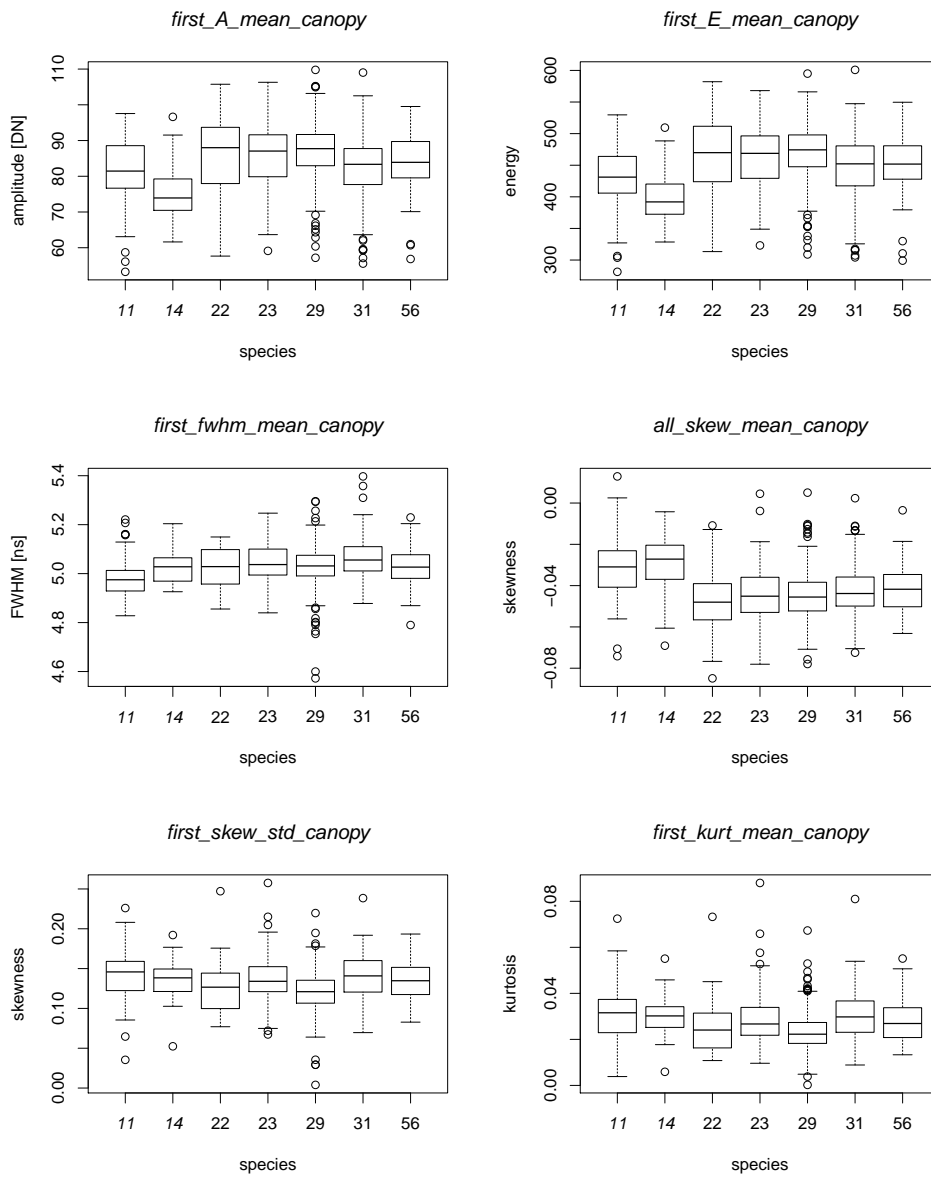 first_A_mean_canopy
amplitude [DN]
60 70 80 90 110
11 14 22 23 29 31 56
species
first_E_mean_canopy
energy
300 400 500 600
11 14 22 23 29 31 56
species
first_fwhm_mean_canopy
FWHM [ns]
4.6 4.8 5.0 5.2 5.4
11 14 22 23 29 31 56
species
all_skew_mean_canopy
skewness
−0.08 −0.04 0.00
11 14 22 23 29 31 56
species
first_skew_std_canopy
skewness
0.00 0.10 0.20
11 14 22 23 29 31 56
species
first_kurt_mean_canopy
kurtosis
0.00 0.04 0.08
11 14 22 23 29 31 56
species